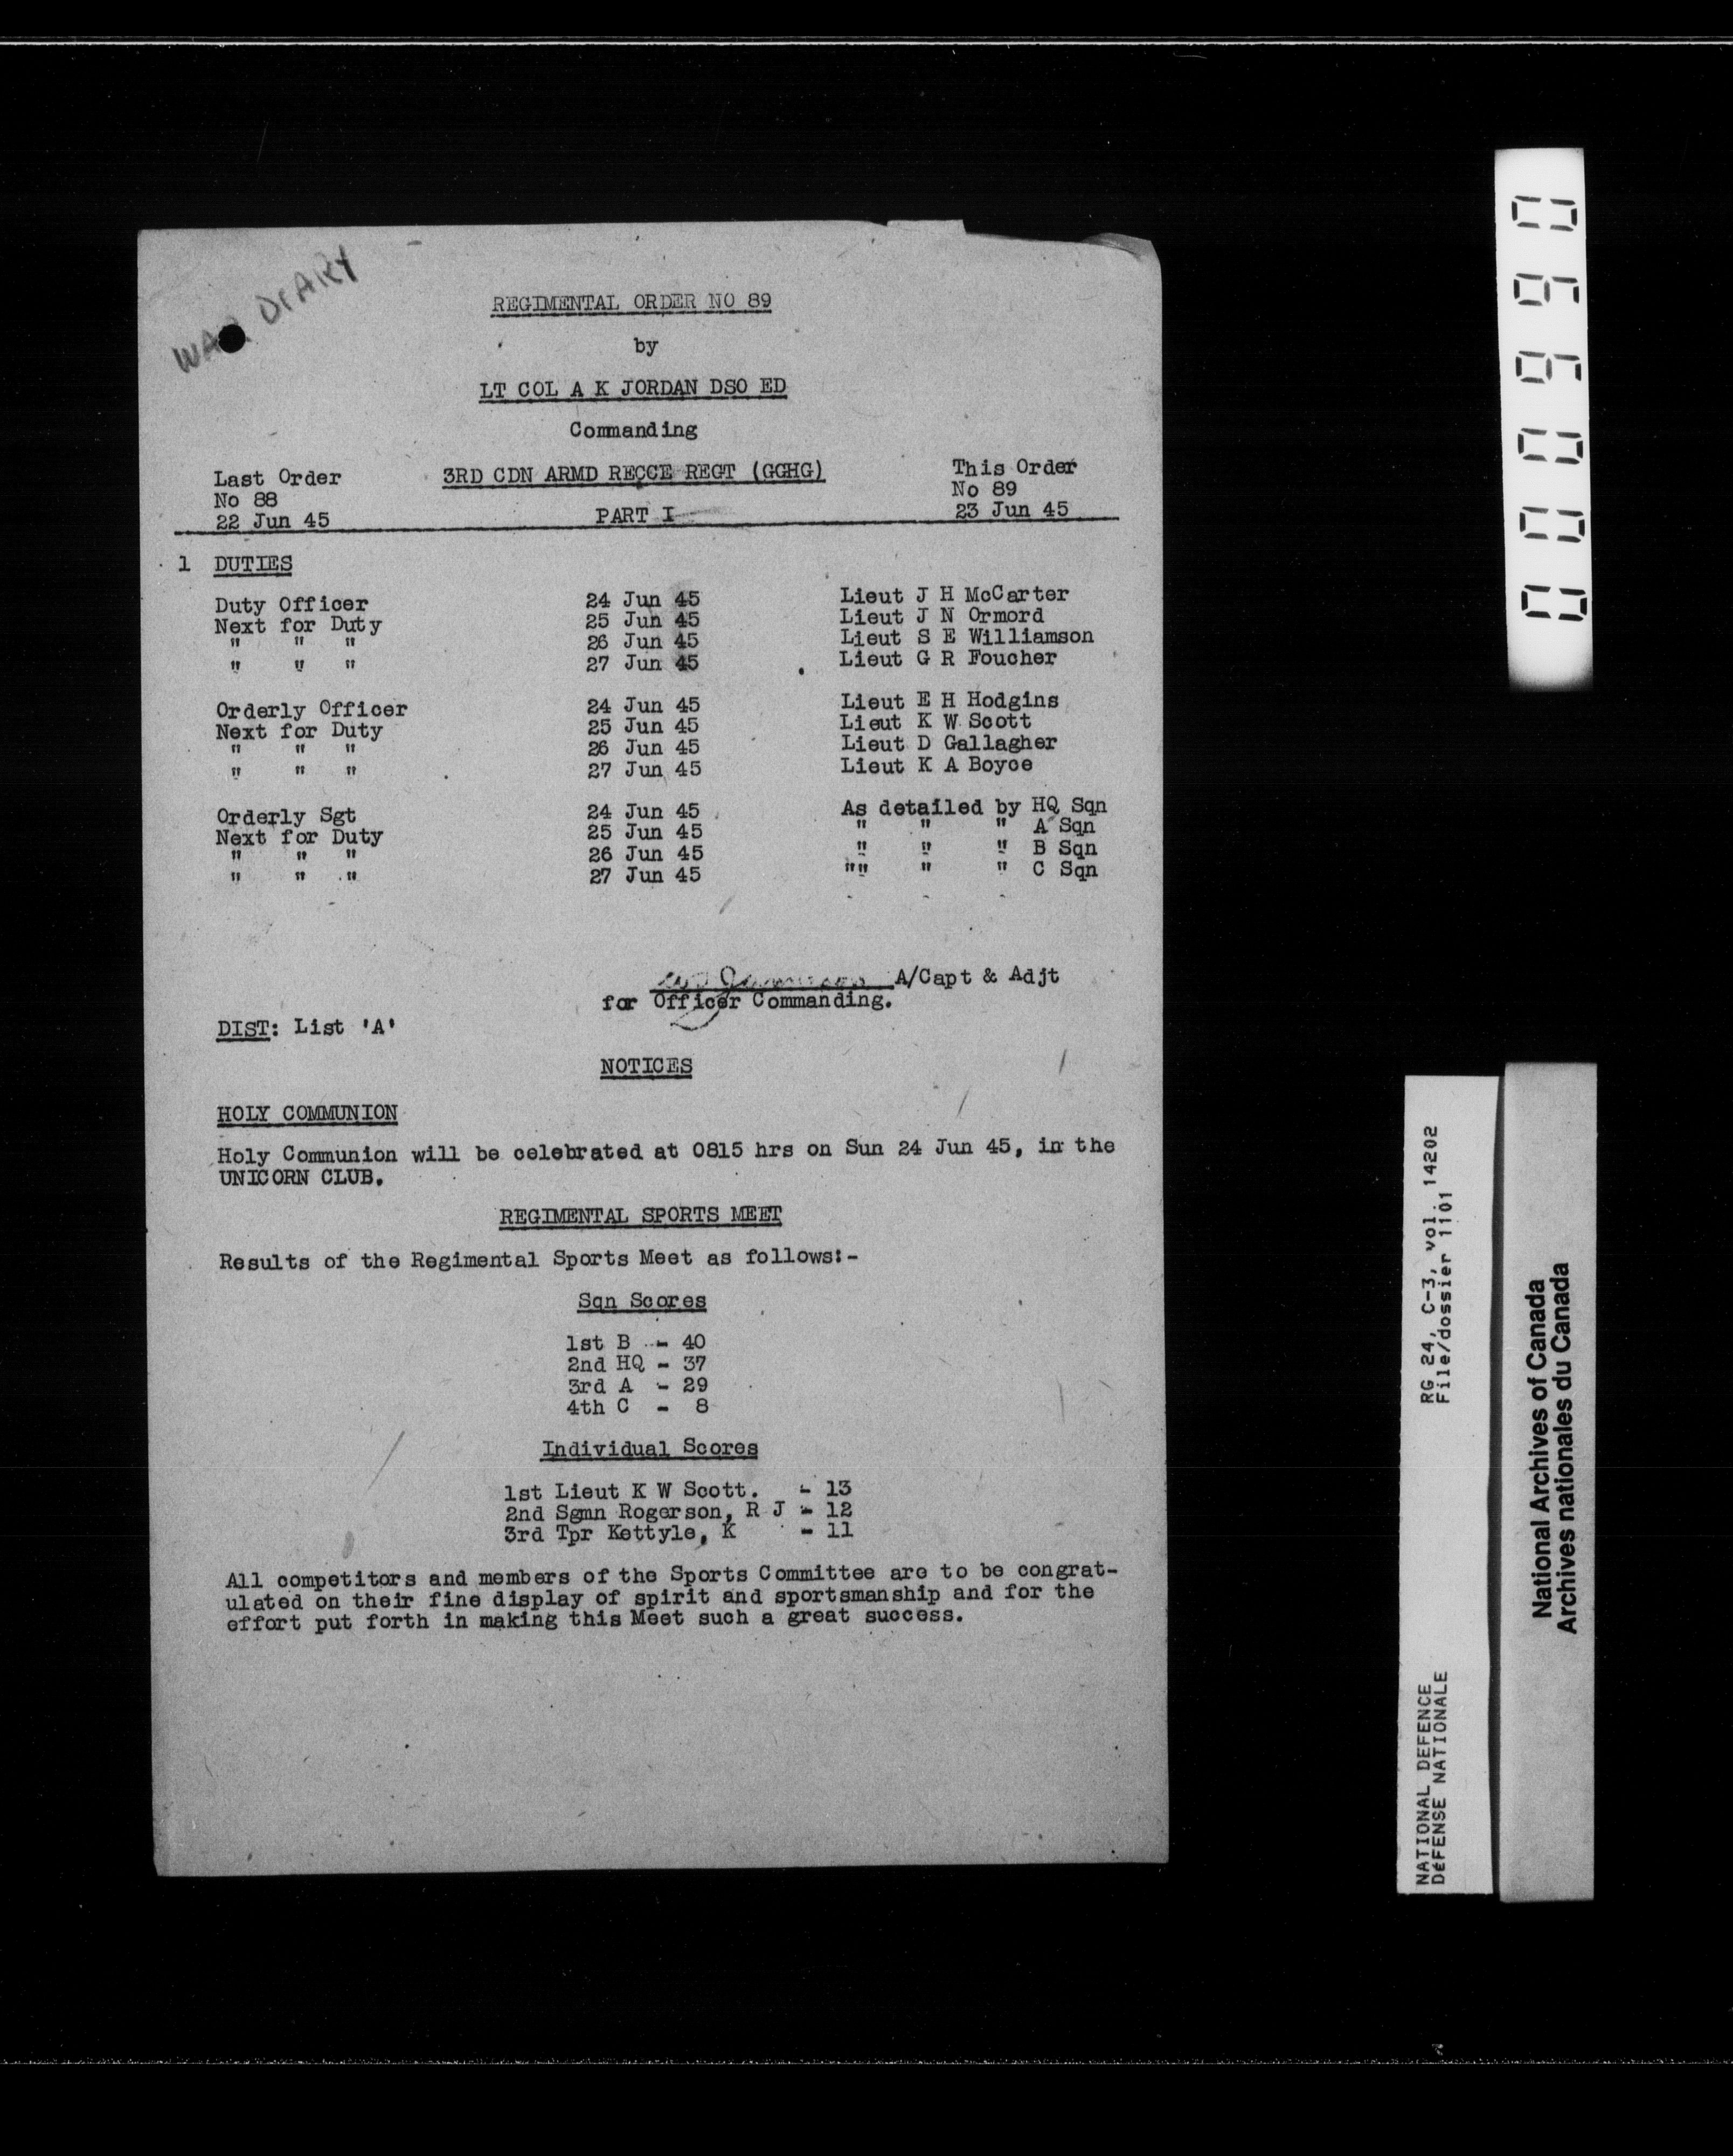 WAR DIARY
REGIMENTAL ORDER NO 89
by
LT COL A K JORDAN DSO ED
Commanding
Last Order 3RD CDN ARMD RECCE REGT (GGHG) This Order
No 88 No 89
22 Jun 45 PART I 23 Jun 45
1 DUTIES
Duty Officer 24 Jun 45 Lieut J H McCarter
Next for Duty 25 Jun 45 Lieut J N Ormord
" " " 26 Jun 45 Lieut S E Williamson
" " " 27 Jun 45 Lieut G R Foucher
Orderly Officer 24 Jun 45 Lieut E H Hodgins
Next for Duty 25 Jun 45 Lieut K W Scott
" " " 26 Jun 45 Lieut D Gallagher
" " " 27 Jun 45 Lieut K A Boyce
Orderly Sgt 24 Jun 45 As detailed by HQ Sqn
Next for Duty 25 Jun 45 " " " A Sqn
" " " 26 Jun 45 " " " B Sqn
" " " 27 Jun 45 "" " " C Sqn
A/Capt & Adjt
for Officer Commanding.
DIST: List 'A'
NOTICES
HOLY COMMUNION
Holy Communion will be celebrated at 0815 hrs on Sun 24 Jun 45, in the
UNICORN CLUB.
REGIMENTAL SPORTS MEET
Results of the Regimental Sports Meet as follows:-
Sqn Scores
1st B - 40
2nd HQ - 37
3rd A - 29
4th C - 8
Individual Scores
1st Lieut K W Scott. - 13
2nd Sgmn Rogerson, R J - 12
3rd Tpr Kettyle, K - 11
All competitors and members of the Sports Committee are to be congrat-
ulated on their fine display of spirit and sportsmanship and for the
effort put forth in making this Meet such a great success.
NATIONAL DEFENCE RG 24, C-3, vol. 14202
DéFENSE NATIONALE File/dossier 1101
National Archives of Canada
Archives nationales du Canada